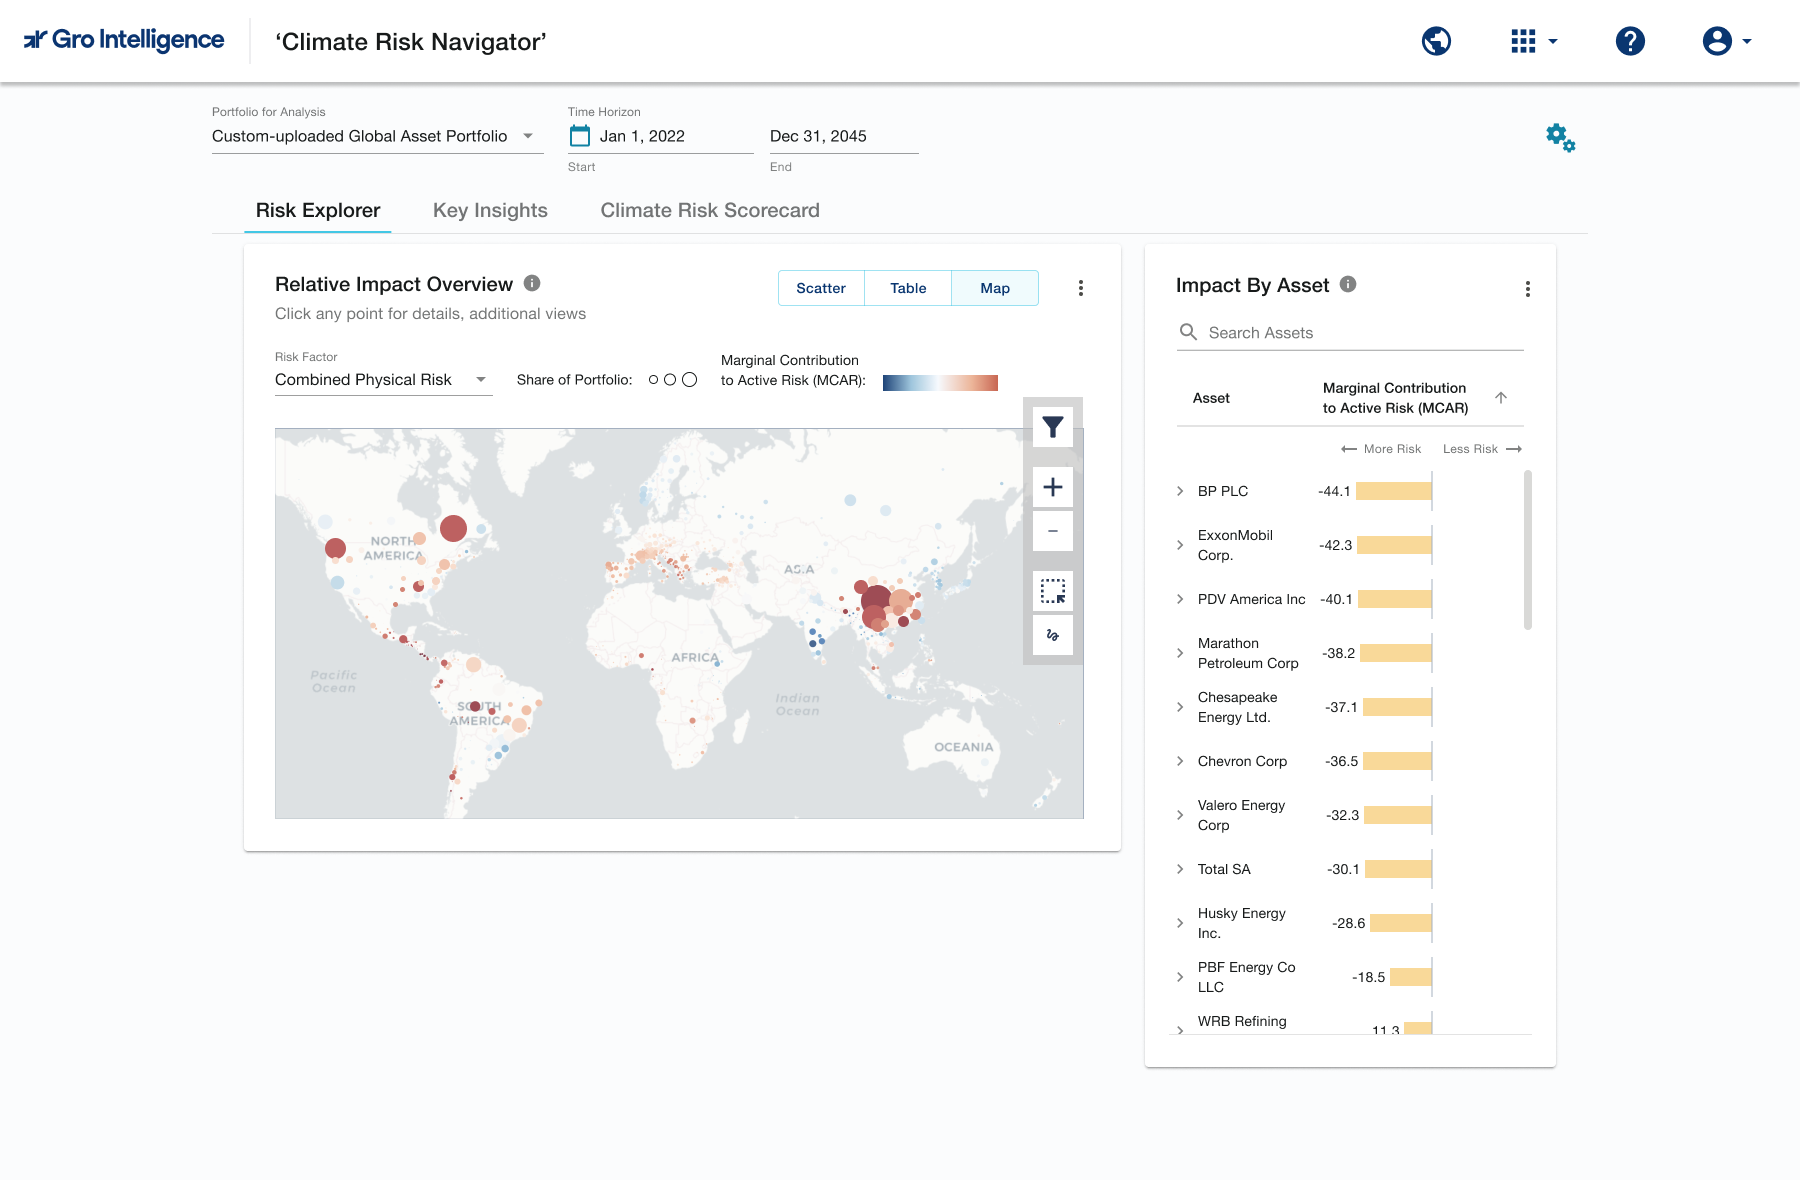 Gro Intelligence
‘Climate Risk Navigator’
Portfolio for Analysis
Custom-uploaded Global Asset Portfolio
Time Horizon
Jan 1, 2022
Start
Dec 31, 2045
End
Risk Explorer
Key Insights
Climate Risk Scorecard
Relative Impact Overview
Click any point for details, additional views
Scatter
Table
Map
Risk Factor
Combined Physical Risk
Share of Portfolio:
Marginal Contribution
to Active Risk (MCAR):
NORTH
AMERICA
ASIA
AFRICA
Pacific
Ocean
SOUTH
AMERICA
Indian
Ocean
OCEANIA
Impact By Asset
Search Assets
Asset
Marginal Contribution
to Active Risk (MCAR)
More Risk
Less Risk
BP PLC
-44.1
ExxonMobil
Corp.
-42.3
PDV America Inc
-40.1
Marathon
Petroleum Corp
-38.2
Chesapeake
Energy Ltd.
-37.1
Chevron Corp
-36.5
Valero Energy
Corp
-32.3
Total SA
-30.1
Husky Energy
Inc.
-28.6
PBF Energy Co
LLC
-18.5
WRB Refining
11.3